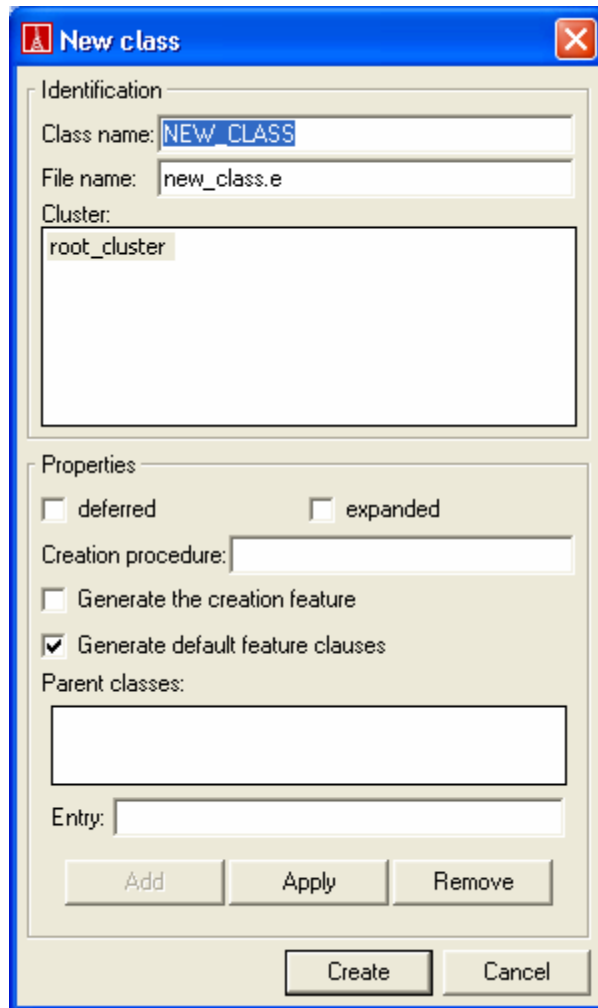 New class
Identification
Class name: NEW_CLASS
File name: new_class.e
Cluster:
root_cluster
Properties
deferred expanded
Creation procedure:
Generate the creation feature
Generate default feature clauses
Parent classes:
Entry:
Add Apply Remove
Create Cancel